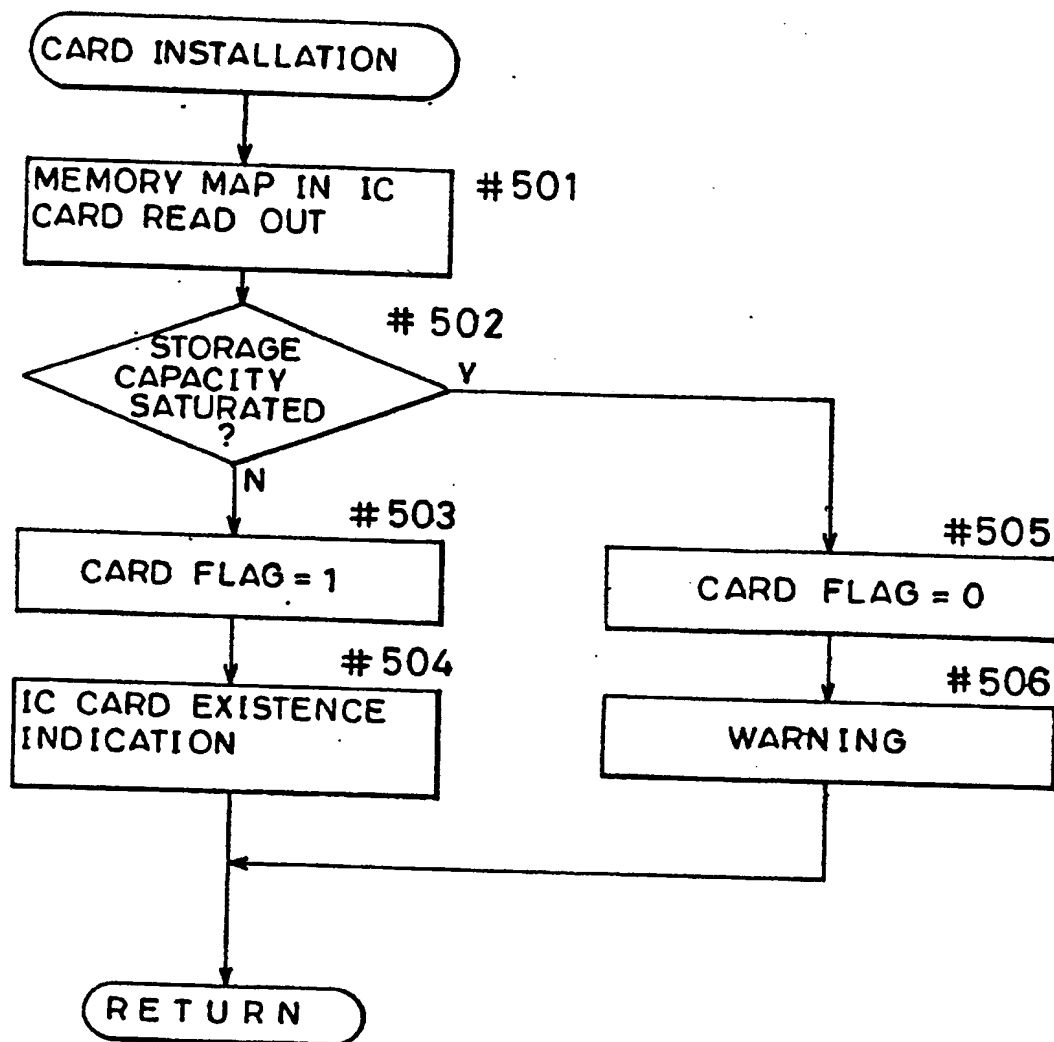 CARD INSTALLATION
MEMORY MAP IN IC
CARD READ OUT
#501
#502
STORAGE
CAPACITY
SATURATED
?
Y
N
#503
CARD FLAG = 1
#504
IC CARD EXISTENCE
INDICATION
#505
CARD FLAG = 0
#506
WARNING
RETURN